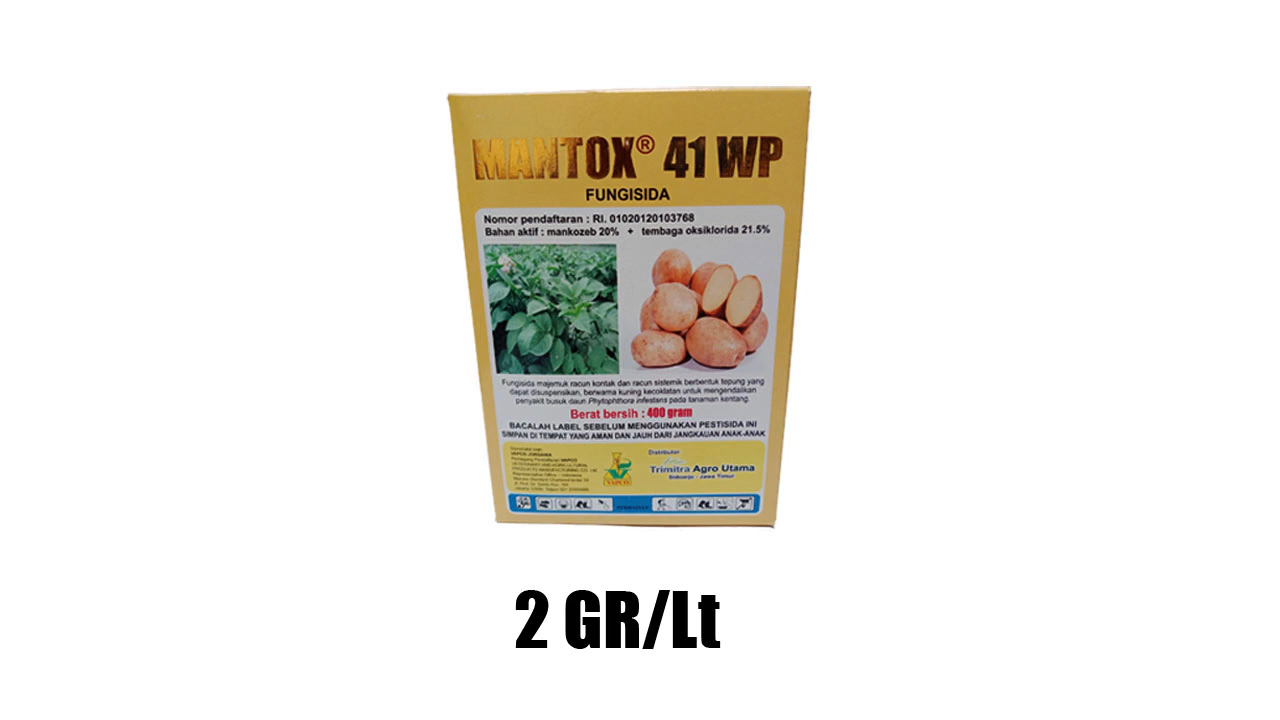 MANTOX® 41 WP
FUNGISIDA
Nomor pendaftaran : RI. 01020120103768
Bahan aktif : mankozeb 20% + tembaga oksiklorida 21.5%
Fungisida majemuk racun kontak dan racun sistemik berbentuk tepung yang
dapat disuspensikan, berwarna kuning kecoklatan untuk mengendalikan
penyakit busuk daun Phytophthora infestans pada tanaman kentang.
Berat bersih : 400 gram
BACALAH LABEL SEBELUM MENGGUNAKAN PESTISIDA INI
SIMPAN DI TEMPAT YANG AMAN DAN JAUH DARI JANGKAUAN ANAK-ANAK
VAPCO
Distributor
Trimitra Agro Utama
Sidoarjo - Jawa Timur
2 GR/Lt